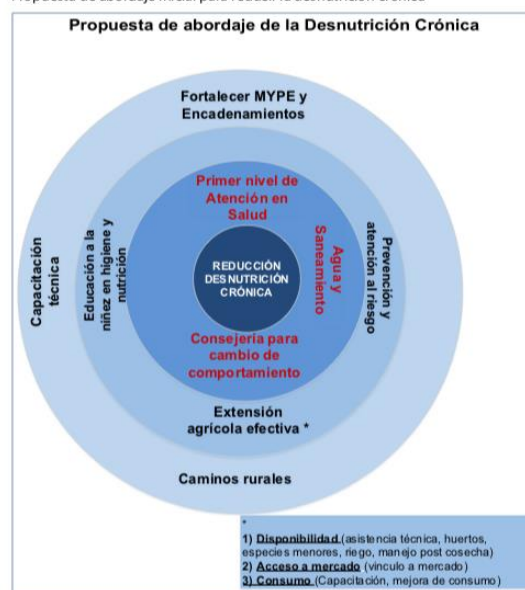 Propuesta de abordaje de la Desnutrición Crónica
Fortalecer MYPE y
Encadenamientos
Primer nivel de
Atención en
Salud
Capacitación
técnica
Educación a la
niñez en higiene y
nutrición
REDUCCIÓN
DESNUTRICIÓN
CRÓNICA
Agua y
Saneamiento
Prevención y
atención al riesgo
Consejería para
cambio de
comportamiento
Extensión
agrícola efectiva *
Caminos rurales
*
1) Disponibilidad (asistencia técnica, huertos,
especies menores, riego, manejo post cosecha)
2) Acceso a mercado (vinculo a mercado)
3) Consumo (Capacitación, mejora de consumo)